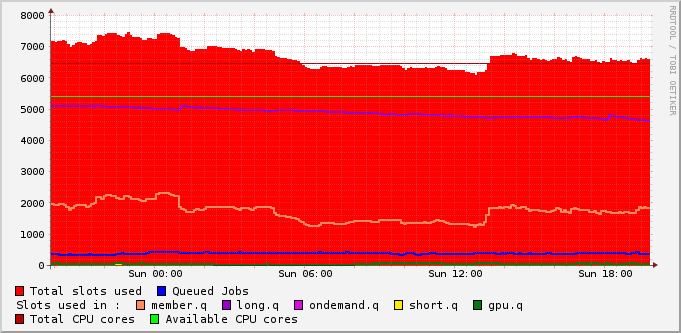 RRDTOOL / TOBI OETIKER
8000
7000
6000
5000
4000
3000
2000
1000
0
Sun 00:00 Sun 06:00 Sun 12:00 Sun 18:00
Total slots used Queued Jobs
Slots used in : member.q long.q ondemand.q short.q gpu.q
Total CPU cores Available CPU cores